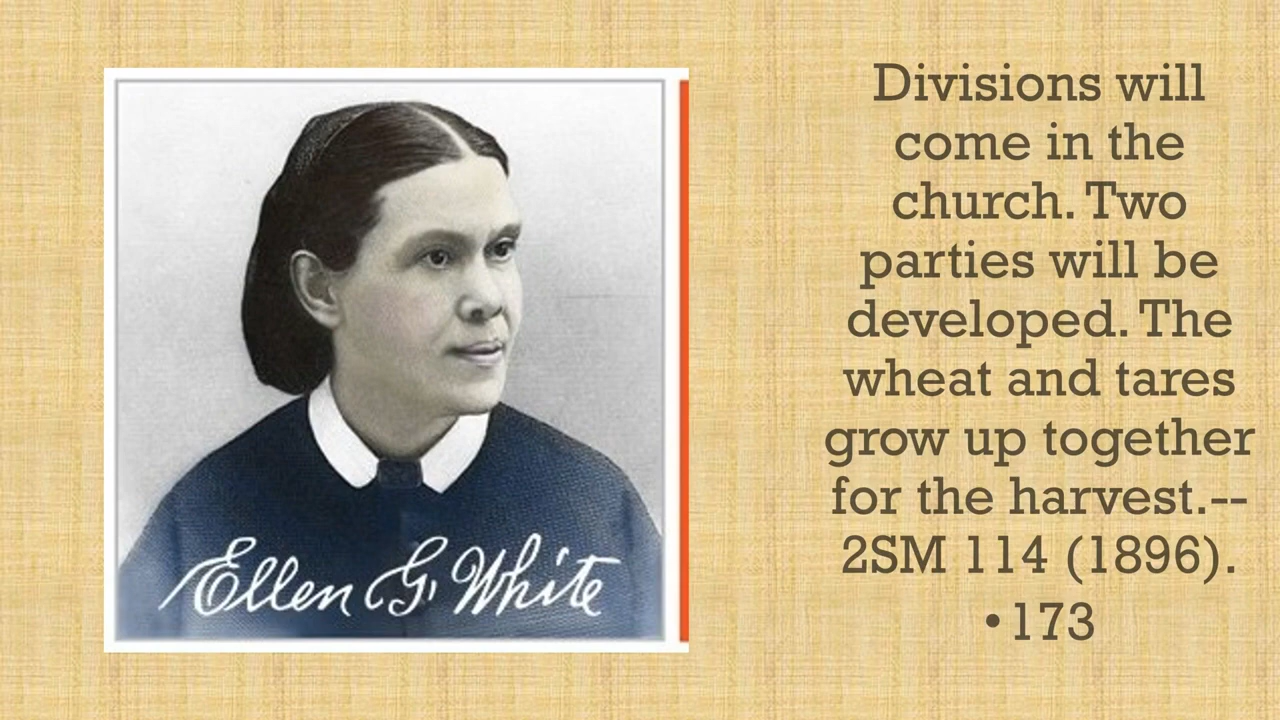 Ellen G. White
Divisions will
come in the
church. Two
parties will be
developed. The
wheat and tares
grow up together
for the harvest.--
2SM 114 (1896).
• 173